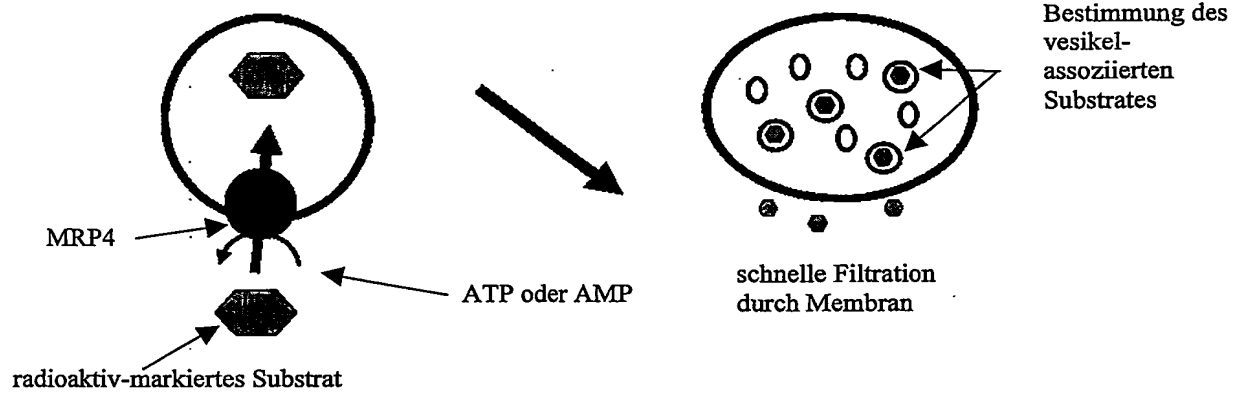 Bestimmung des
vesikel-
assoziierten
Substrates
MRP4
ATP oder AMP
schnelle Filtration
durch Membran
radioaktiv-markiertes Substrat